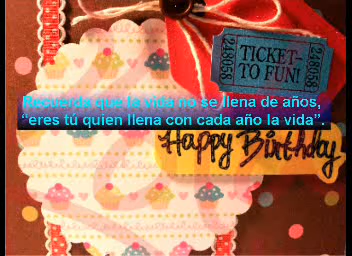 248058
TICKET-
TO FUN!
248058
Recuerda que la vida no se llena de años,
“eres tú quien llena con cada año la vida”.
Happy Birthday